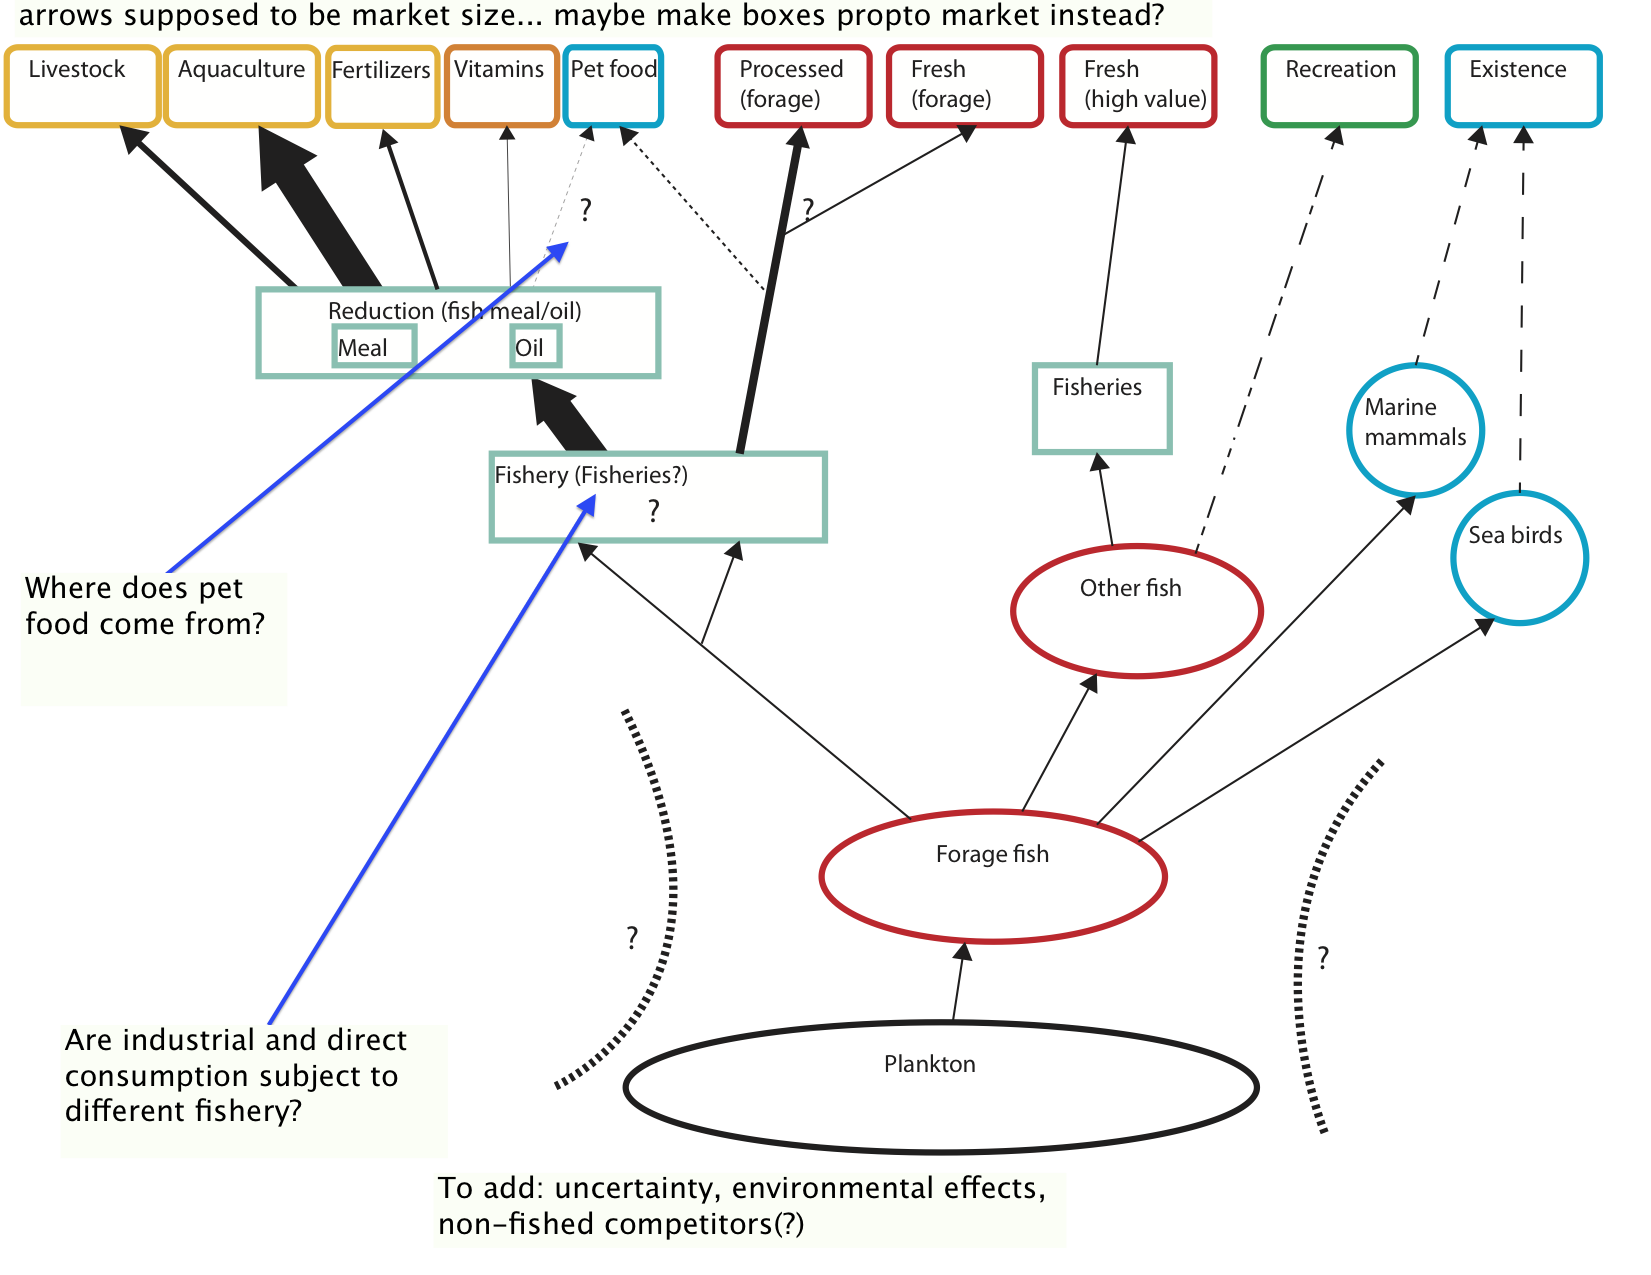 arrows supposed to be market size... maybe make boxes propto market instead?
Livestock
Aquaculture
Fertilizers
Vitamins
Pet food
Processed
(forage)
Fresh
(forage)
Fresh
(high value)
Recreation
Existence
?
?
Reduction (fish meal/oil)
Meal
Oil
Fisheries
Marine
mammals
Fishery (Fisheries?)
?
Sea birds
Where does pet
food come from?
Other fish
Forage fish
?
?
Are industrial and direct
consumption subject to
different fishery?
Plankton
To add: uncertainty, environmental effects,
non-fished competitors(?)